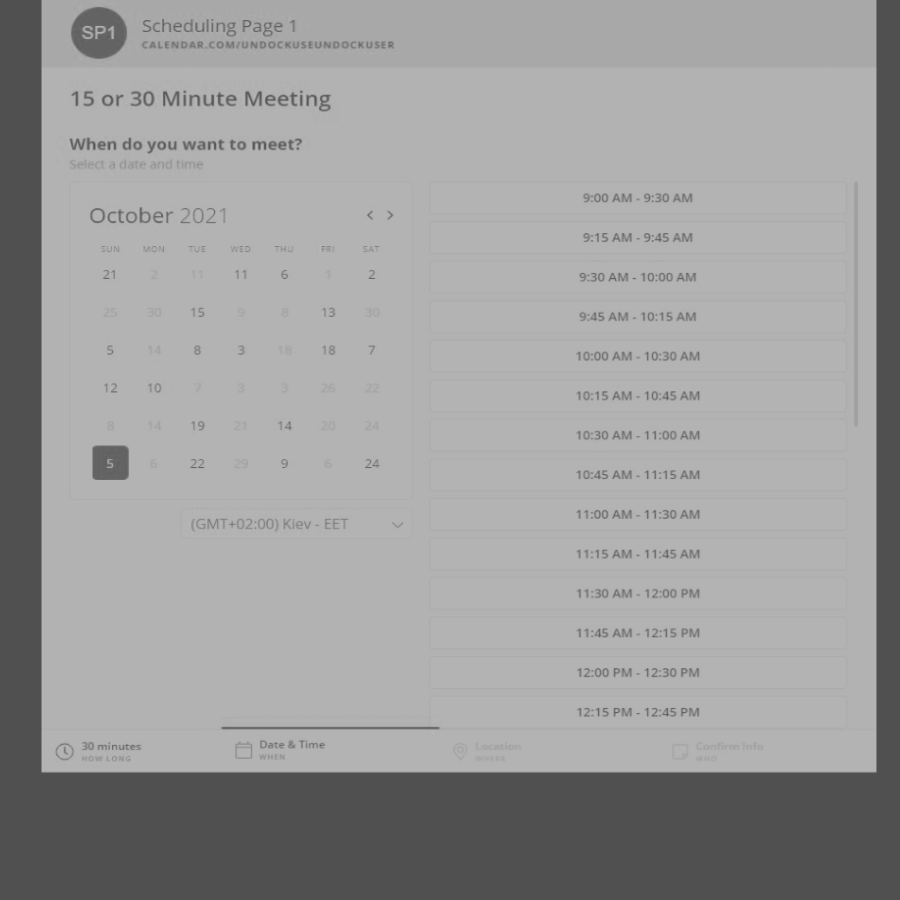 SP1
Scheduling Page 1
CALENDAR.COM/UNDOCKUSEUNDOCKUSER
15 or 30 Minute Meeting
When do you want to meet?
Select a date and time
October 2021
SUN MON TUE WED THU FRI SAT
21 2 11 11 6 1 2
25 30 15 9 8 13 30
5 14 8 3 18 18 7
12 10 7 3 3 26 22
8 14 19 21 14 20 24
5 6 22 29 9 6 24
(GMT+02:00) Kiev - EET
9:00 AM - 9:30 AM
9:15 AM - 9:45 AM
9:30 AM - 10:00 AM
9:45 AM - 10:15 AM
10:00 AM - 10:30 AM
10:15 AM - 10:45 AM
10:30 AM - 11:00 AM
10:45 AM - 11:15 AM
11:00 AM - 11:30 AM
11:15 AM - 11:45 AM
11:30 AM - 12:00 PM
11:45 AM - 12:15 PM
12:00 PM - 12:30 PM
12:15 PM - 12:45 PM
30 minutes
HOW LONG
Date & Time
WHEN
Location
WHERE
Confirm Info
WHO